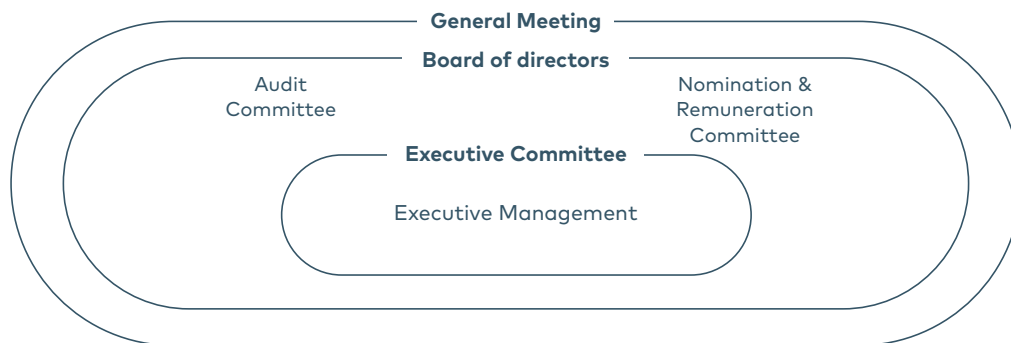 General Meeting
Board of directors
Audit
Committee
Nomination &
Remuneration
Committee
Executive Committee
Executive Management